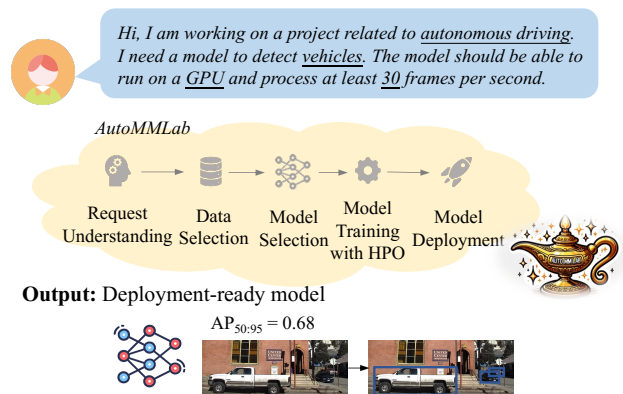 Hi, I am working on a project related to autonomous driving.
I need a model to detect vehicles. The model should be able to
run on a GPU and process at least 30 frames per second.
AutoMMLab
Request
Understanding
Data
Selection
Model
Selection
Model
Training
with HPO
Model
Deployment
AUTOMMLAB
Output: Deployment-ready model
AP50:95 = 0.68